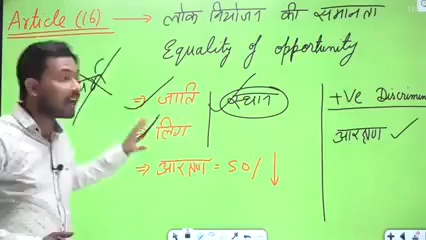 Article (16) → लोक नियोजन की समानता
Equality of opportunity
⇒ जाति स्थान
⇒ लिंग
⇒ आरक्षण = 50% ↓
+Ve Discrimin
आरक्षण ✓